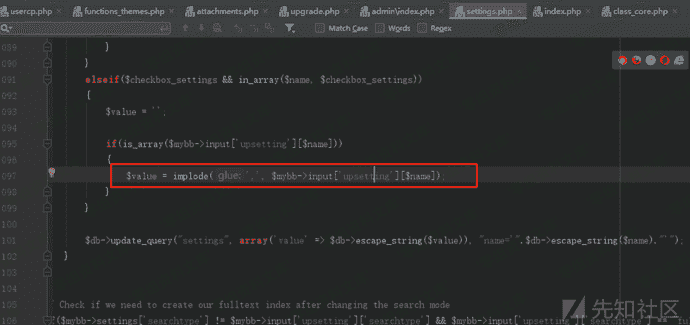 usercp.php functions_themes.php attachments.php upgrade.php admin\index.php settings.php index.php class_core.php
Match Case Words Regex
089 }
090 }
091 elseif($checkbox_settings && in_array($name, $checkbox_settings))
092 {
093 $value = '';
094
095 if(is_array($mybb->input['upsetting'][$name]))
096 {
097 $value = implode( glue: ',', $mybb->input['upsetting'][$name]);
098 }
099 }
100
101 $db->update_query("settings", array('value' => $db->escape_string($value)), "name='".$db->escape_string($name)."'");
102 }
103
104
105 Check if we need to create our fulltext index after changing the search mode
106 ($mybb->settings['searchtype'] != $mybb->input['upsetting']['searchtype'] && $mybb->input['upsetting']['searchtype'] ==
先知社区